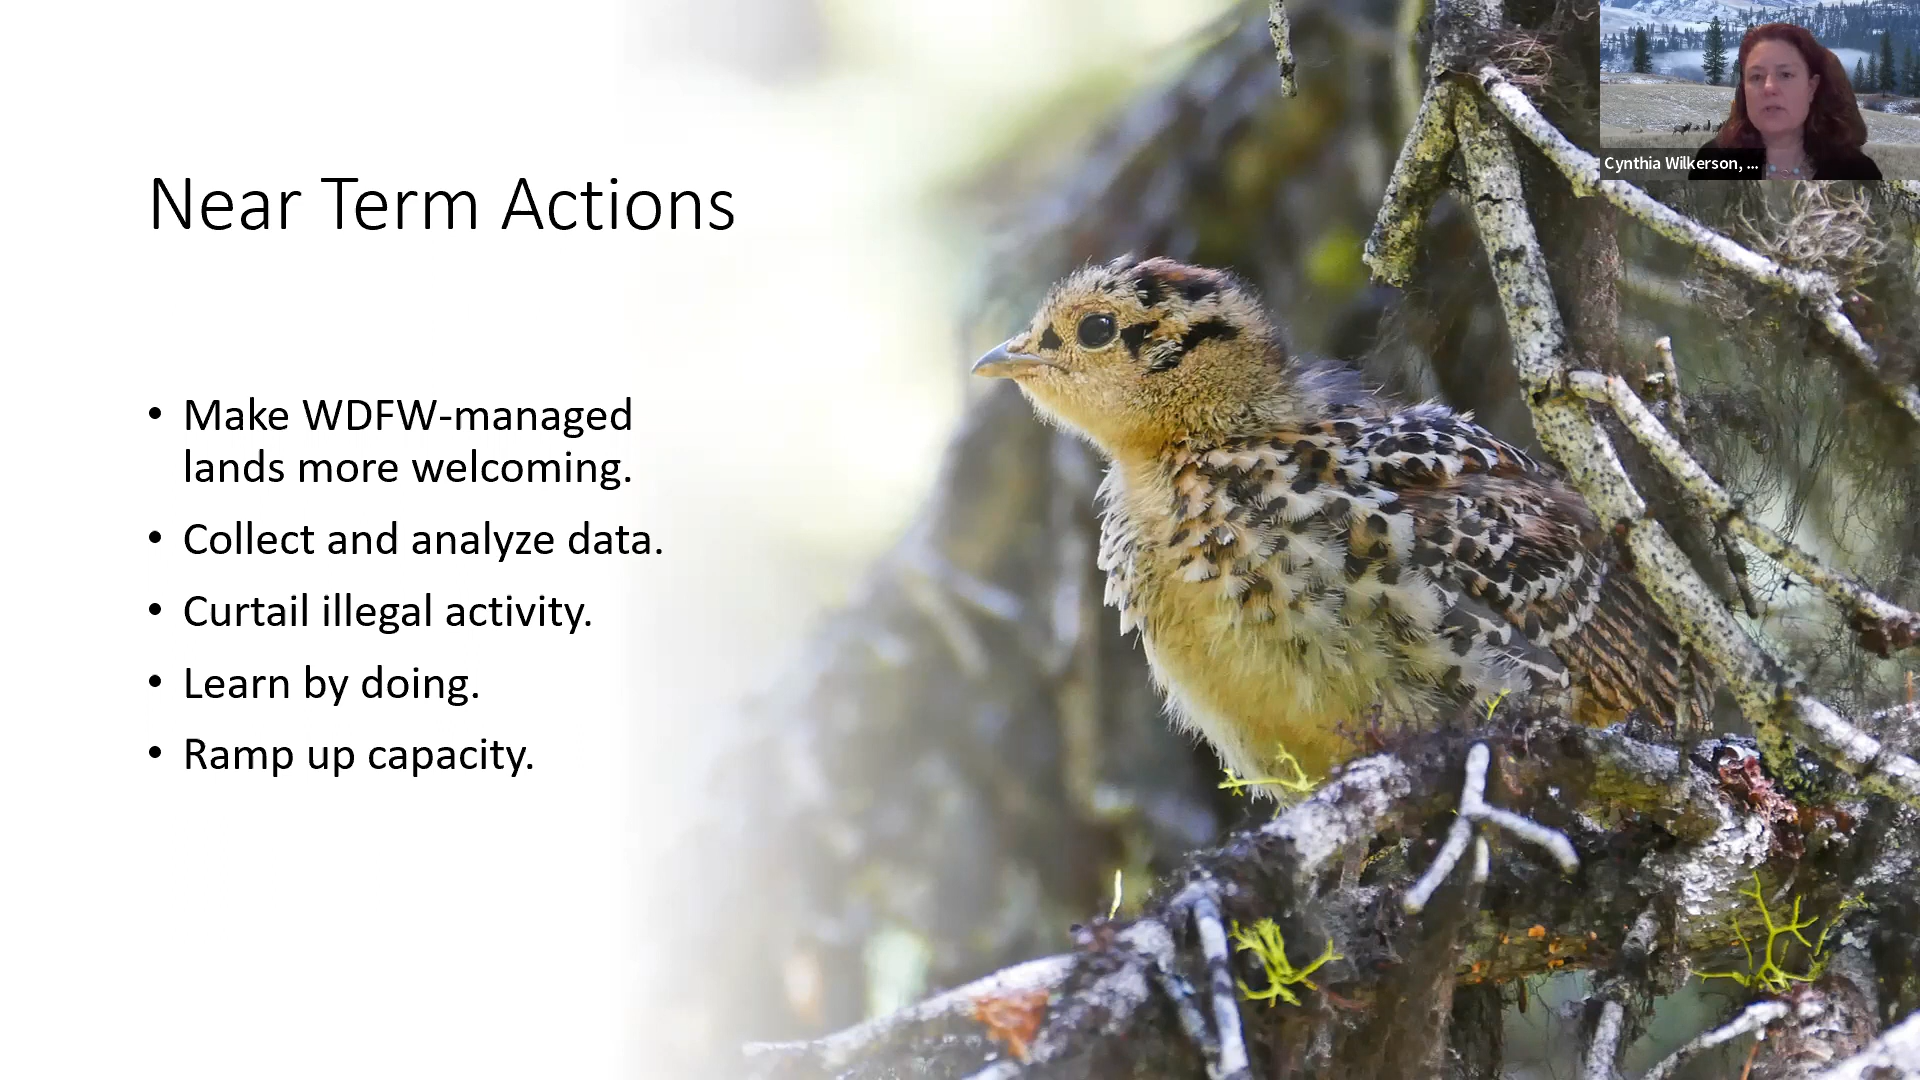 Near Term Actions
• Make WDFW-managed
lands more welcoming.
• Collect and analyze data.
• Curtail illegal activity.
• Learn by doing.
• Ramp up capacity.
Cynthia Wilkerson, ...